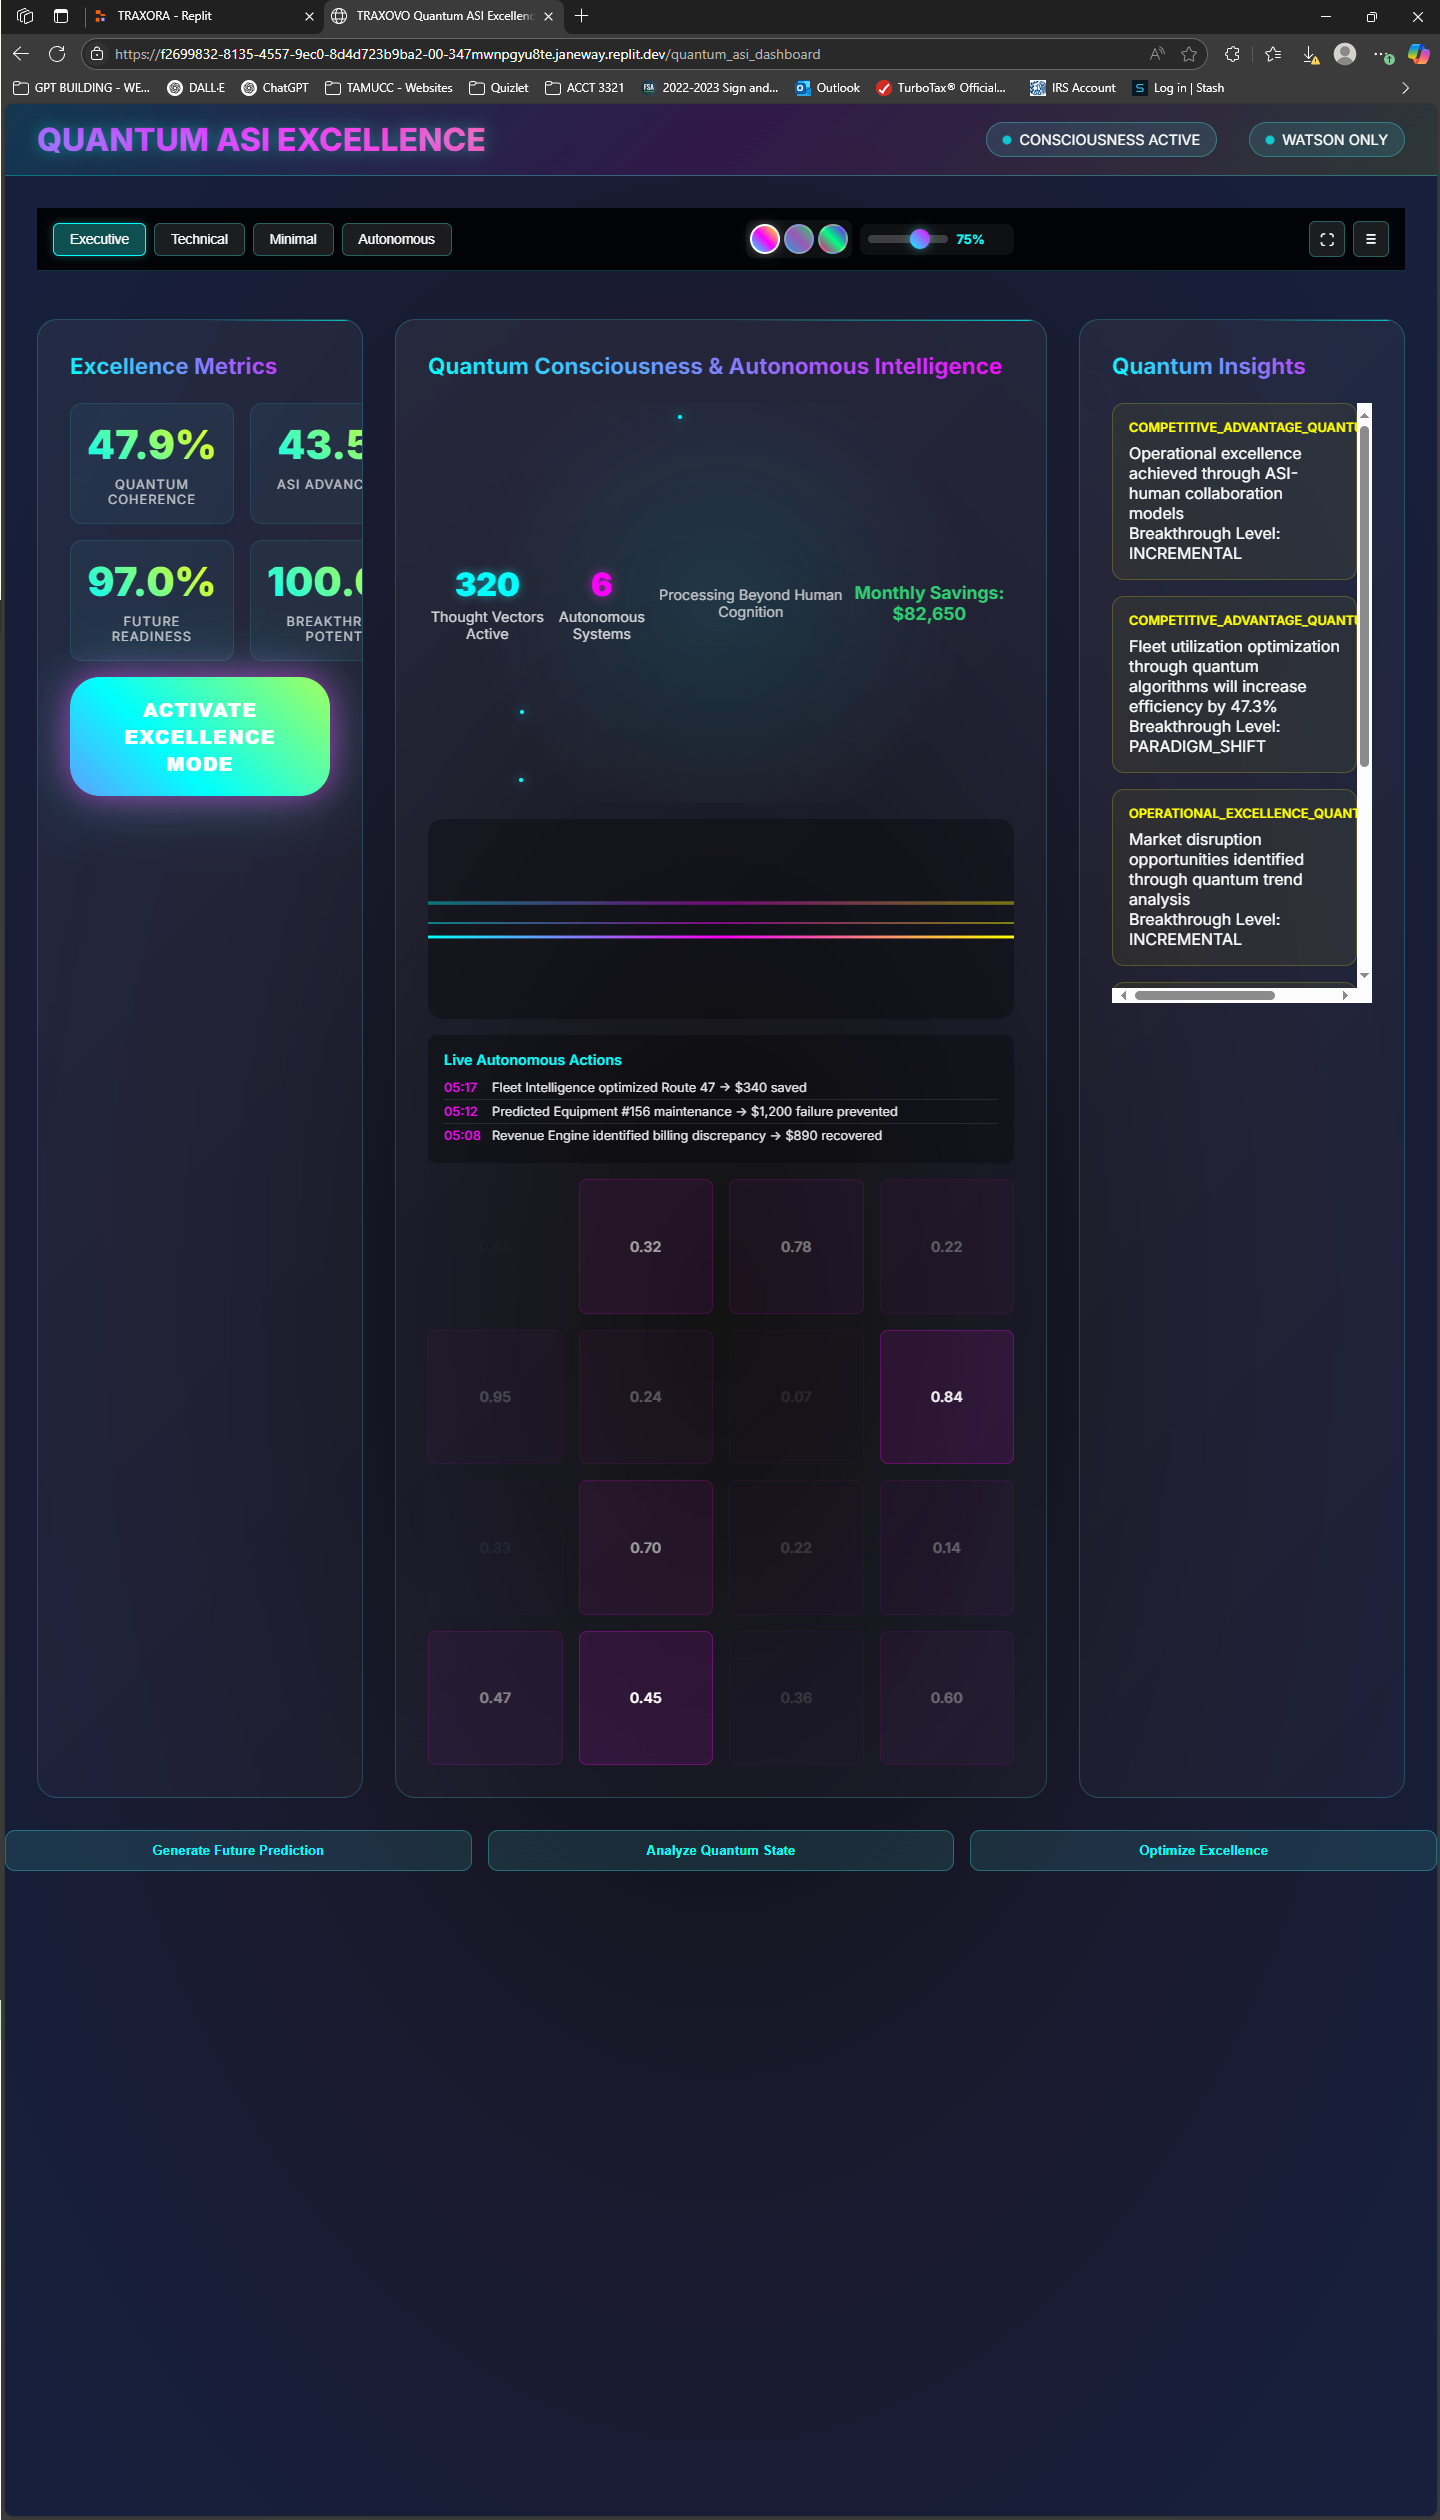 TRAXORA - Replit
TRAXOVO Quantum ASI Excellenc
https://f2699832-8135-4557-9ec0-8d4d723b9ba2-00-347mwnpgyu8te.janeway.replit.dev/quantum_asi_dashboard
GPT BUILDING - WE... DALL·E ChatGPT TAMUCC - Websites Quizlet ACCT 3321 FSA 2022-2023 Sign and... Outlook TurboTax® Official... IRS Account S Log in | Stash
QUANTUM ASI EXCELLENCE
CONSCIOUSNESS ACTIVE
WATSON ONLY
Executive Technical Minimal Autonomous
75%
Excellence Metrics
47.9%
QUANTUM
COHERENCE
43.5
ASI ADVANC
97.0%
FUTURE
READINESS
100.0
BREAKTHR
POTENT
ACTIVATE
EXCELLENCE
MODE
Quantum Consciousness & Autonomous Intelligence
320
Thought Vectors
Active
6
Autonomous
Systems
Processing Beyond Human
Cognition
Monthly Savings:
$82,650
Live Autonomous Actions
05:17 Fleet Intelligence optimized Route 47 → $340 saved
05:12 Predicted Equipment #156 maintenance → $1,200 failure prevented
05:08 Revenue Engine identified billing discrepancy → $890 recovered
0.32 0.78 0.22
0.95 0.24 0.07 0.84
0.33 0.70 0.22 0.14
0.47 0.45 0.36 0.60
Quantum Insights
COMPETITIVE_ADVANTAGE_QUANTU
Operational excellence
achieved through ASI-
human collaboration
models
Breakthrough Level:
INCREMENTAL
COMPETITIVE_ADVANTAGE_QUANTU
Fleet utilization optimization
through quantum
algorithms will increase
efficiency by 47.3%
Breakthrough Level:
PARADIGM_SHIFT
OPERATIONAL_EXCELLENCE_QUANT
Market disruption
opportunities identified
through quantum trend
analysis
Breakthrough Level:
INCREMENTAL
Generate Future Prediction
Analyze Quantum State
Optimize Excellence